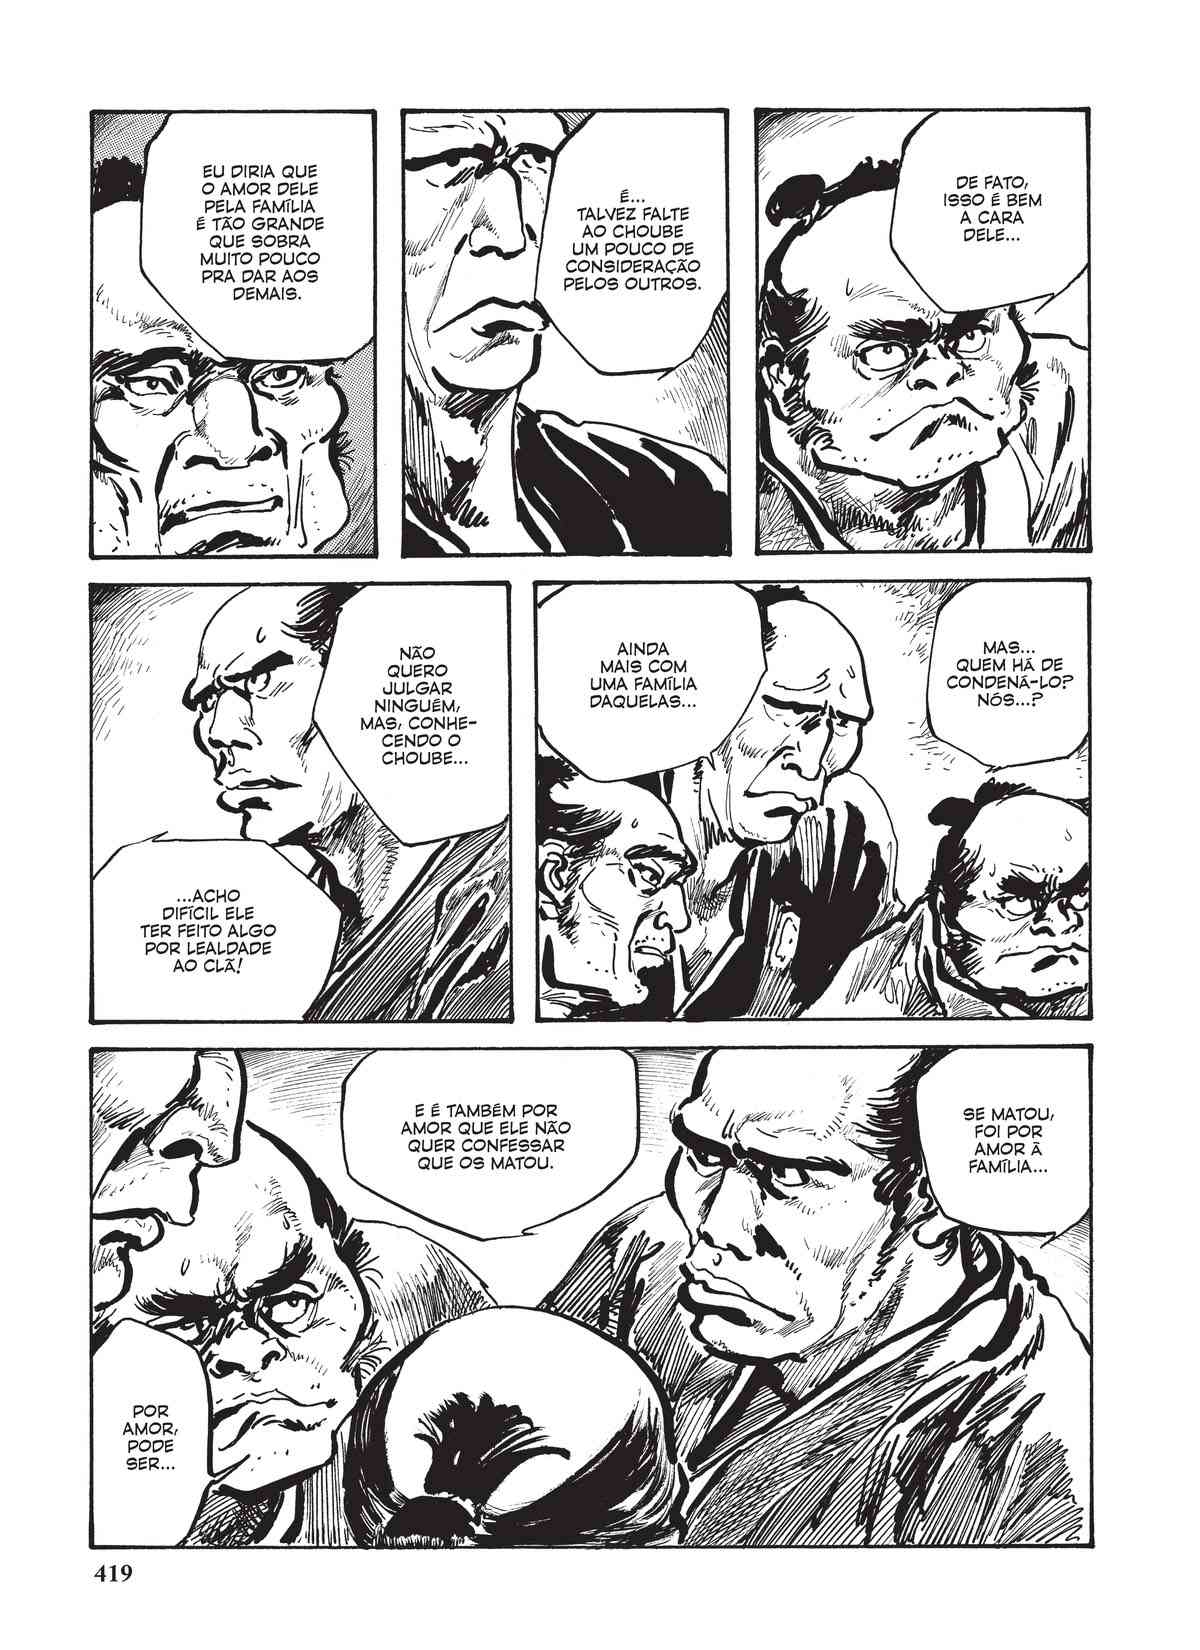 DE FATO,
ISSO É BEM
A CARA
DELE...
É...
TALVEZ FALTE
AO CHOUBE
UM POUCO DE
CONSIDERAÇÃO
PELOS OUTROS.
EU DIRIA QUE
O AMOR DELE
PELA FAMÍLIA
É TÃO GRANDE
QUE SOBRA
MUITO POUCO
PRA DAR AOS
DEMAIS.
MAS...
QUEM HÁ DE
CONDENÁ-LO?
NÓS...?
AINDA
MAIS COM
UMA FAMÍLIA
DAQUELAS...
NÃO
QUERO
JULGAR
NINGUÉM,
MAS, CONHE-
CENDO O
CHOUBE...
...ACHO
DIFÍCIL ELE
TER FEITO ALGO
POR LEALDADE
AO CLÃ!
SE MATOU,
FOI POR
AMOR À
FAMÍLIA...
E É TAMBÉM POR
AMOR QUE ELE NÃO
QUER CONFESSAR
QUE OS MATOU.
POR
AMOR,
PODE
SER...
419